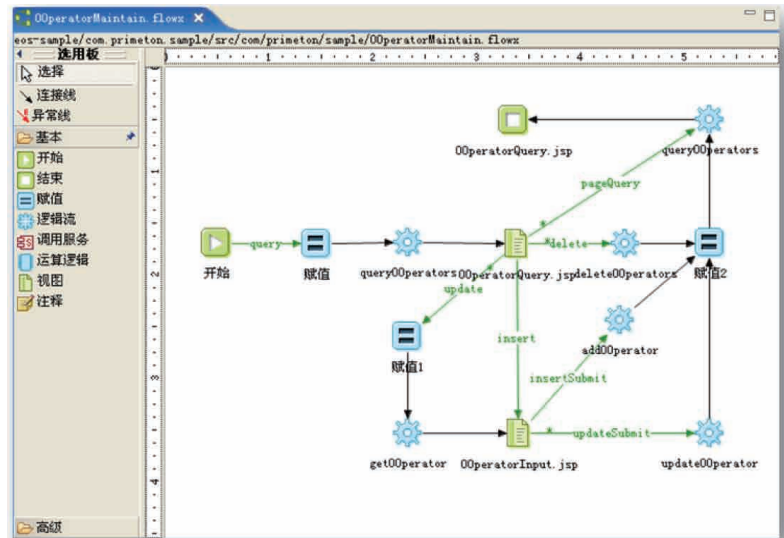 OOperatorMaintain.flowx
eos-sample/com.primeton.sample/src/com/primeton/sample/OOperatorMaintain.flowx
选用板
选择
连接线
异常线
基本
开始
结束
赋值
逻辑流
调用服务
运算逻辑
视图
注释
高级
1 2 3 4 5
1
2
3
4
OOperatorQuery.jsp
queryOOperators
pageQuery
*
query
*delete
开始
赋值
queryOOperators
OOperatorQuery.jsp
deleteOOperators
赋值2
*
update
赋值1
insert
addOOperator
insertSubmit
* updateSubmit
getOOperator
OOperatorInput.jsp
updateOOperator